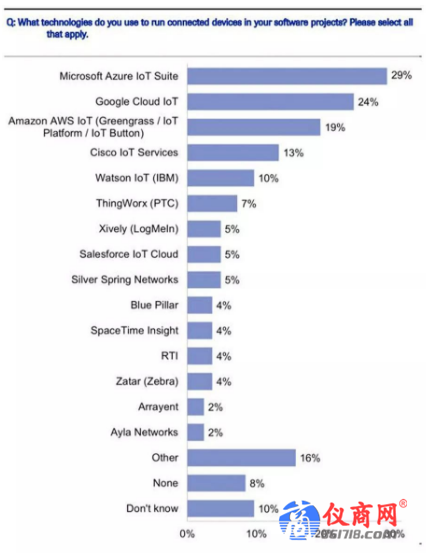 Q: What technologies do you use to run connected devices in your software projects? Please select all
that apply.
Microsoft Azure IoT Suite 29%
Google Cloud IoT 24%
Amazon AWS IoT (Greengrass / IoT
Platform / IoT Button) 19%
Cisco IoT Services 13%
Watson IoT (IBM) 10%
ThingWorx (PTC) 7%
Xively (LogMeIn) 5%
Salesforce IoT Cloud 5%
Silver Spring Networks 5%
Blue Pillar 4%
SpaceTime Insight 4%
RTI 4%
Zatar (Zebra) 4%
Arrayent 2%
Ayla Networks 2%
Other 16%
None 8%
Don't know 10%
0% 10% 20% 30%
仪商网®